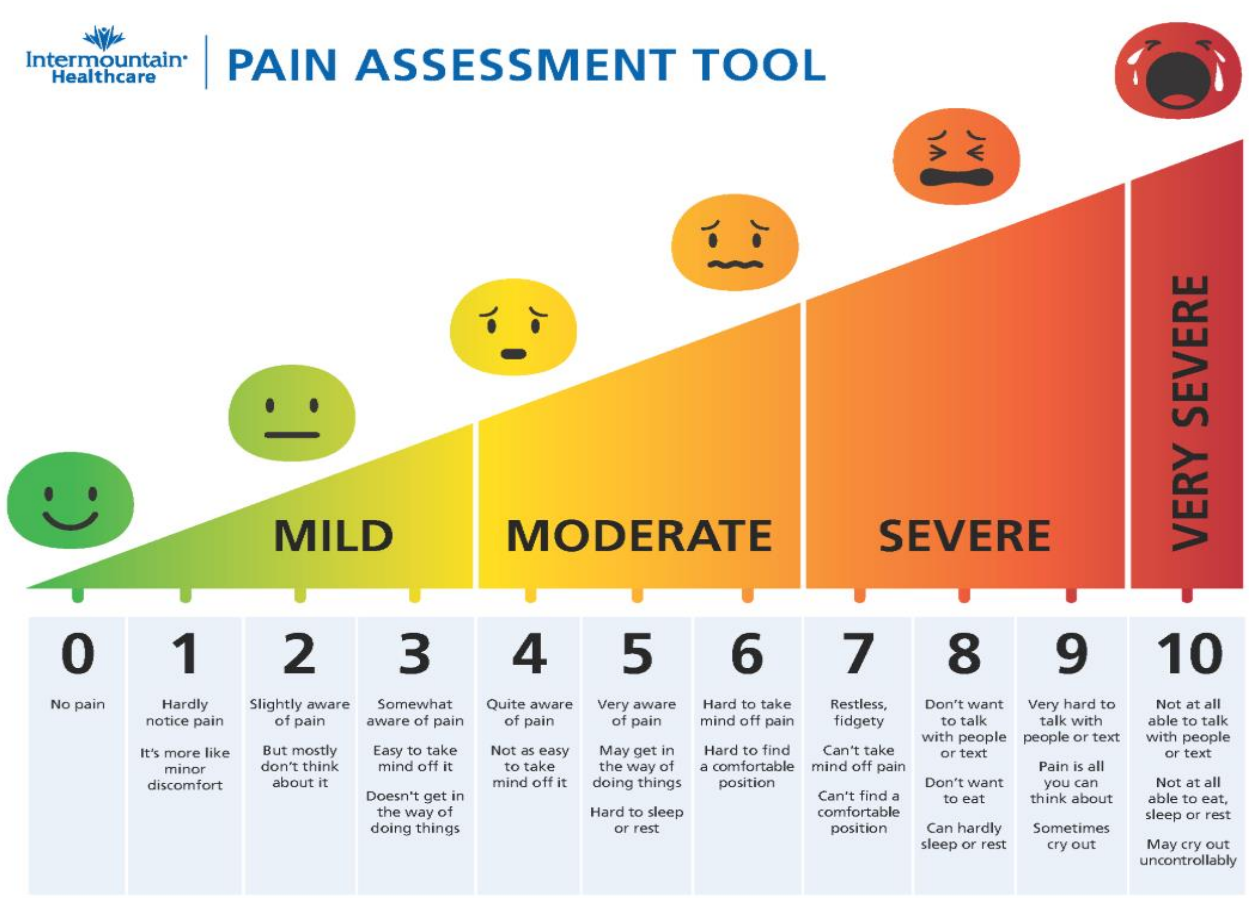 Intermountain®
Healthcare
PAIN ASSESSMENT TOOL
MILD
MODERATE
SEVERE
VERY SEVERE
0
No pain
1
Hardly
notice pain
It's more like
minor
discomfort
2
Slightly aware
of pain
But mostly
don't think
about it
3
Somewhat
aware of pain
Easy to take
mind off it
Doesn't get in
the way of
doing things
4
Quite aware
of pain
Not as easy
to take
mind off it
5
Very aware
of pain
May get in
the way of
doing things
Hard to sleep
or rest
6
Hard to take
mind off pain
Hard to find
a comfortable
position
7
Restless,
fidgety
Can't take
mind off pain
Can't find a
comfortable
position
8
Don't want
to talk
with people
or text
Don't want
to eat
Can hardly
sleep or rest
9
Very hard to
talk with
people or text
Pain is all
you can
think about
Sometimes
cry out
10
Not at all
able to talk
with people
or text
Not at all
able to eat,
sleep or rest
May cry out
uncontrollably